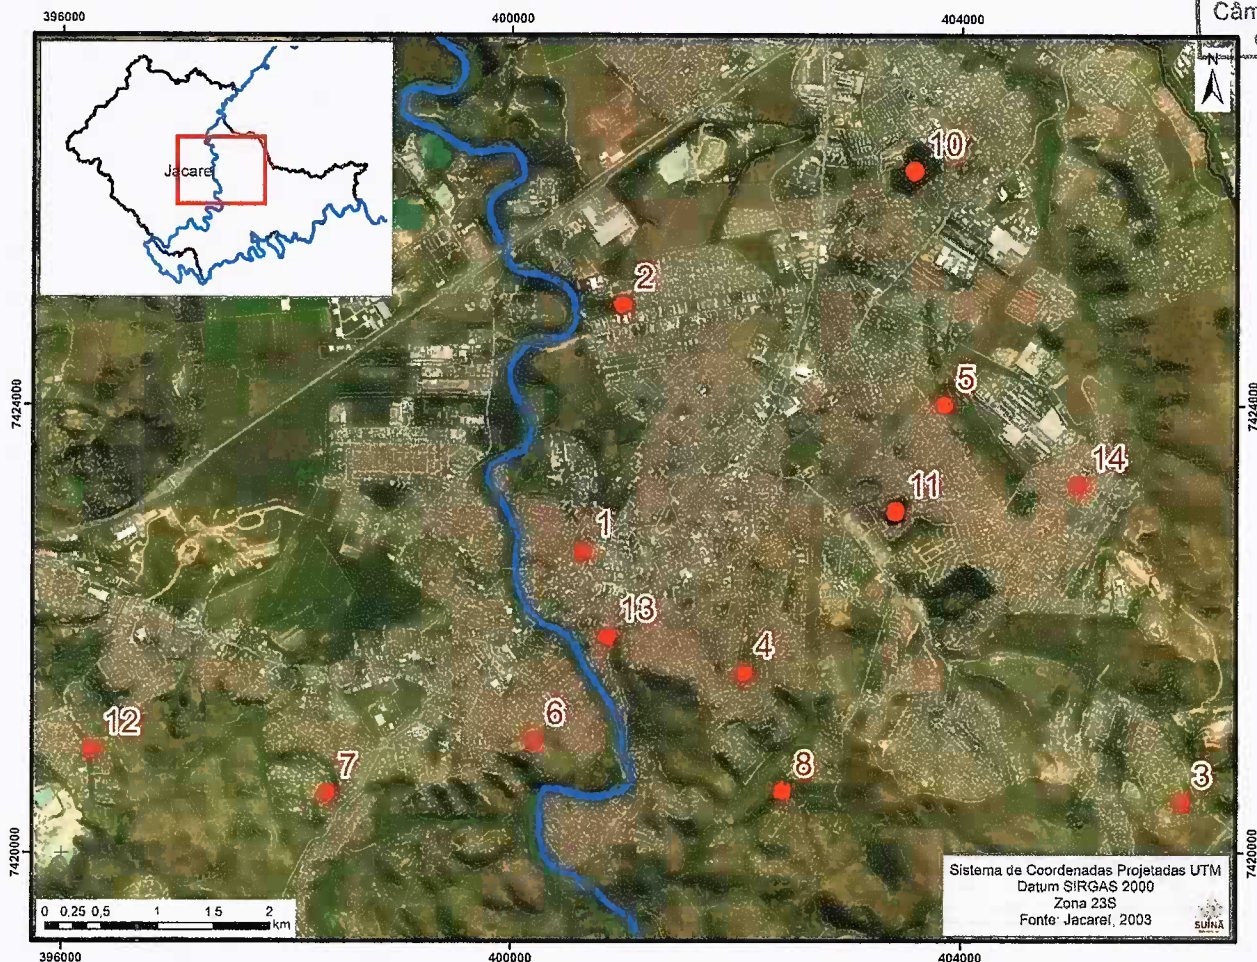 396000
400000
404000
Câm
N
Jacareí
10
2
5
14
11
1
13
4
12
6
7
8
3
7424000
7424000
7420000
7420000
0 0,25 0,5 1 1 5 2
km
Sistema de Coordenadas Projetadas UTM
Datum SIRGAS 2000
Zona 23S
Fonte: Jacareí, 2003
SUINÃ
396000
400000
404000